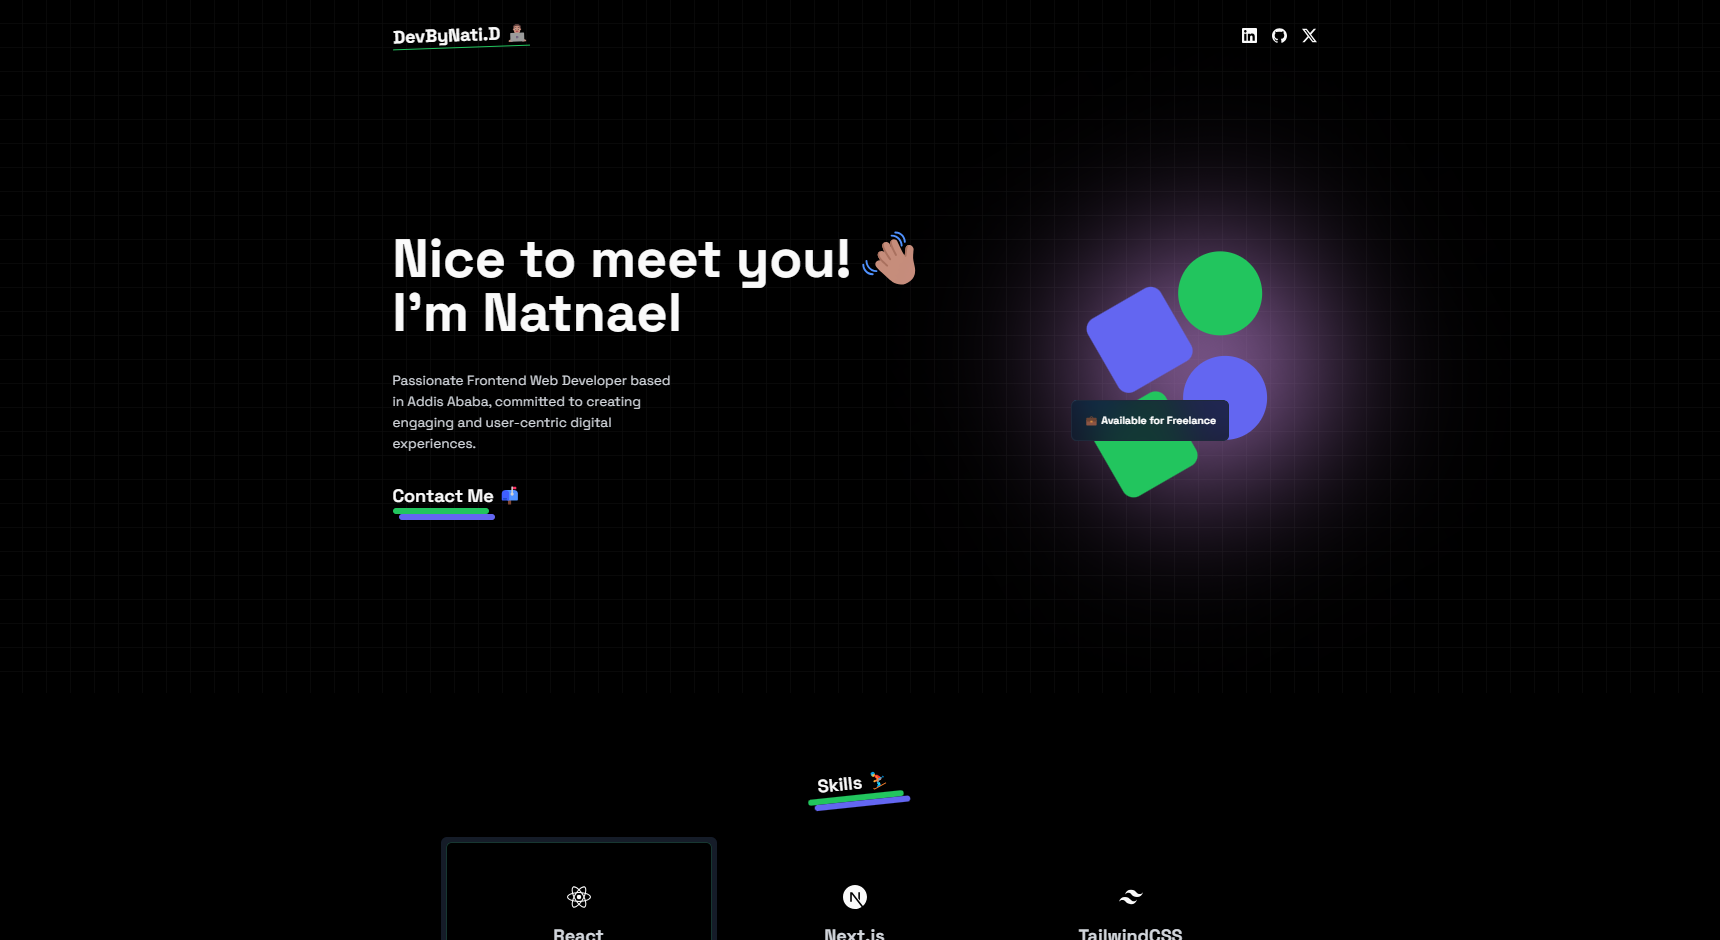 DevByNati.D
Nice to meet you!
I'm Natnael
Passionate Frontend Web Developer based
in Addis Ababa, committed to creating
engaging and user-centric digital
experiences.
Contact Me
Available for Freelance
Skills
React
Next.js
TailwindCSS